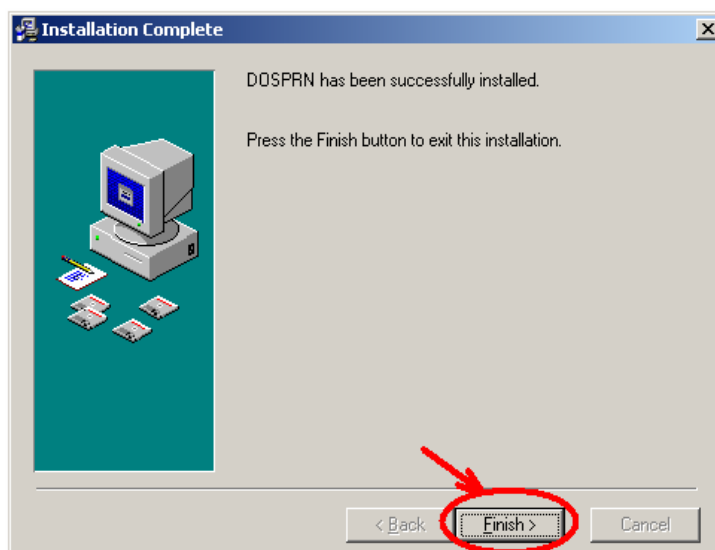 Installation Complete
DOSPRN has been successfully installed.
Press the Finish button to exit this installation.
< Back
Finish >
Cancel